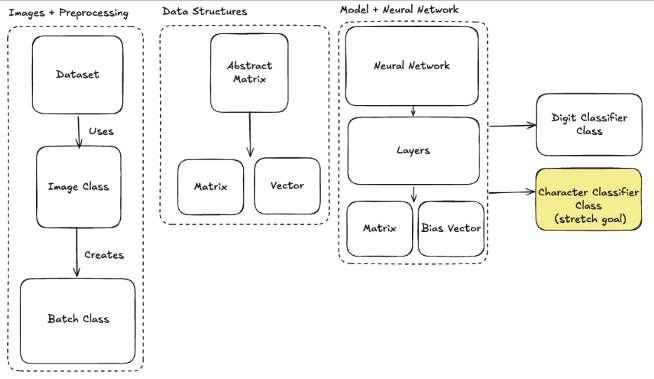 Images + Preprocessing
Dataset
Uses
Image Class
Creates
Batch Class
Data Structures
Abstract
Matrix
Matrix
Vector
Model + Neural Network
Neural Network
Layers
Matrix
Bias Vector
Digit Classifier
Class
Character Classifier
Class
(stretch goal)